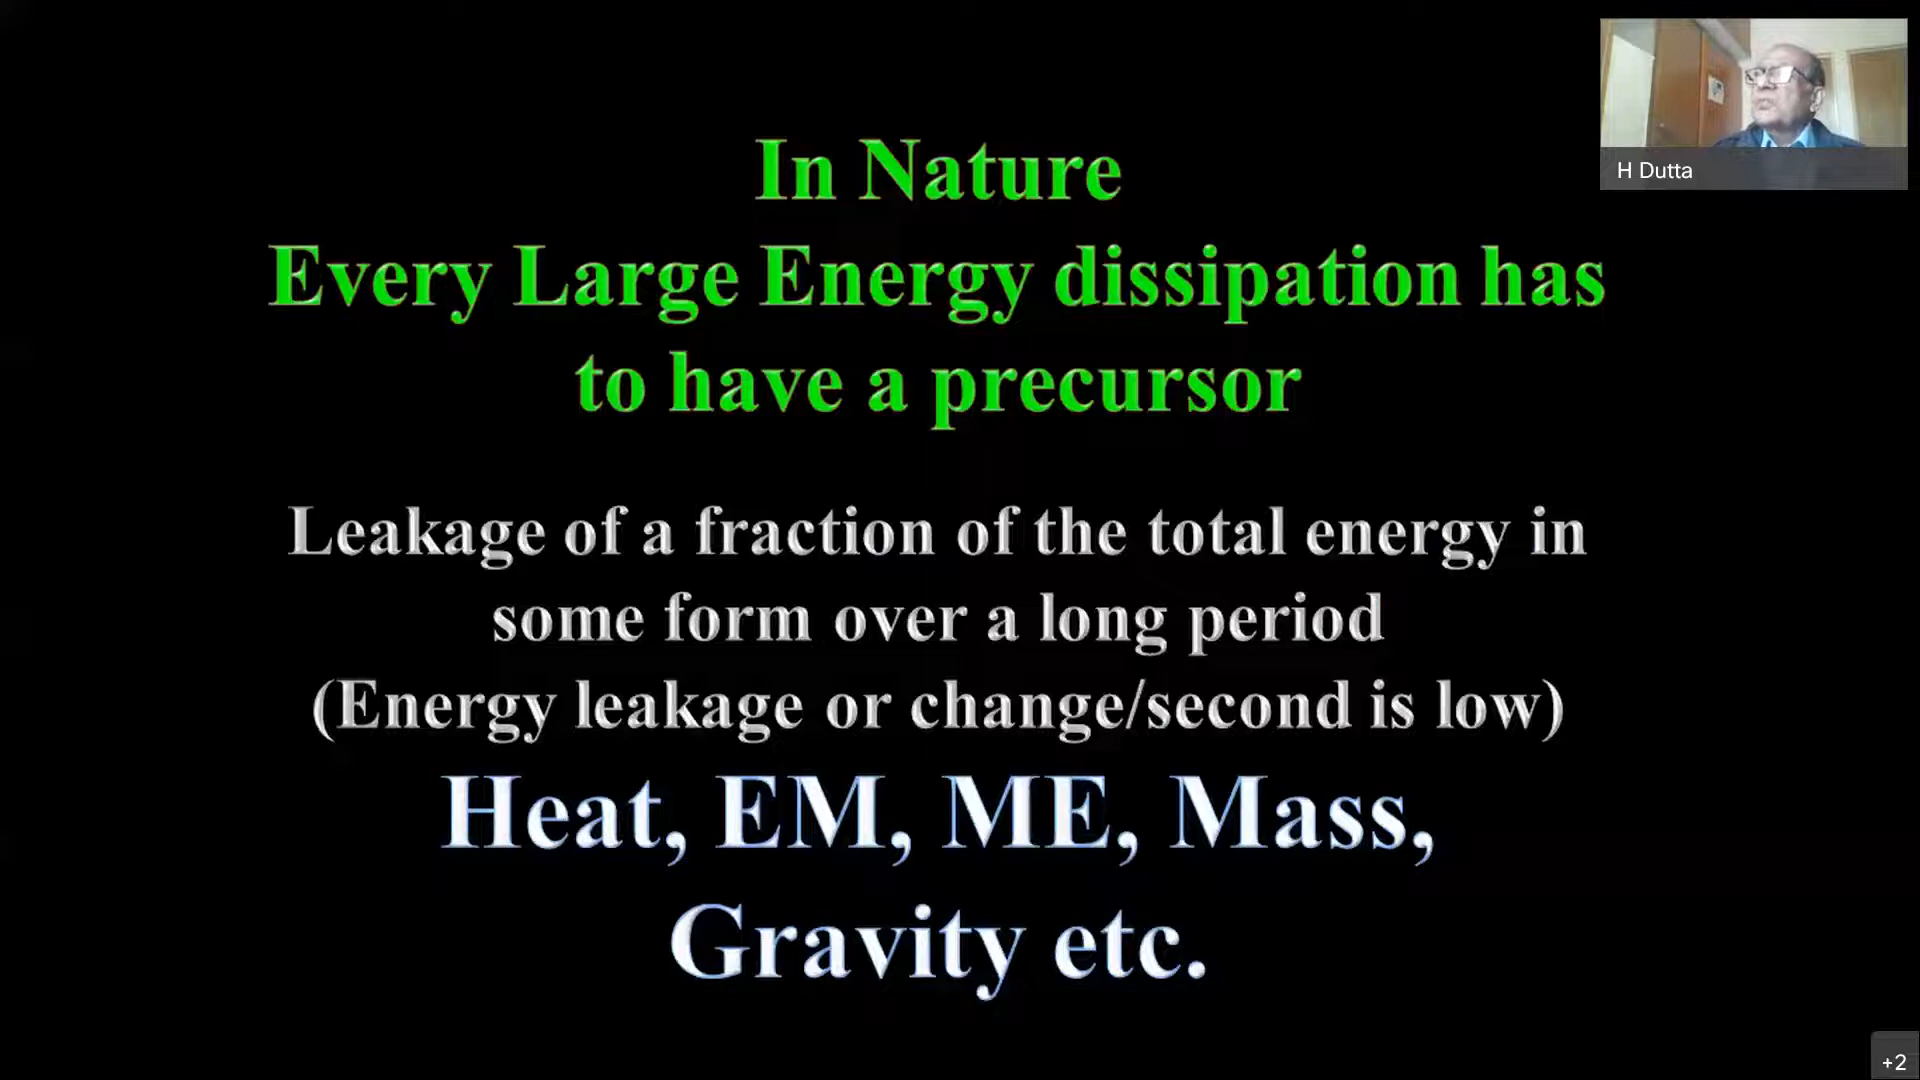 In Nature
Every Large Energy dissipation has
to have a precursor
Leakage of a fraction of the total energy in
some form over a long period
(Energy leakage or change/second is low)
Heat, EM, ME, Mass,
Gravity etc.
H Dutta
+2